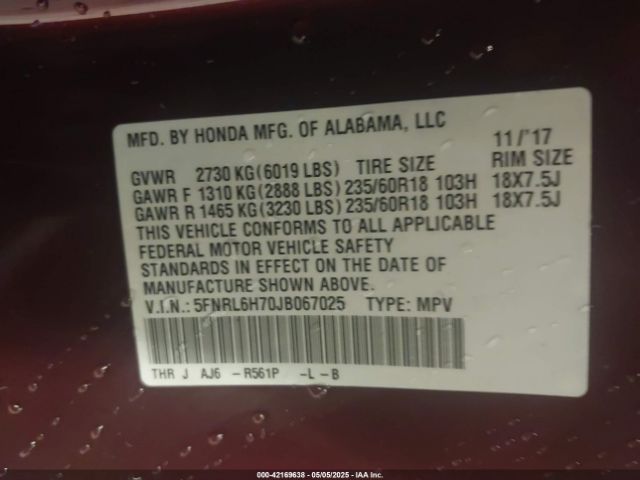 MFD. BY HONDA MFG. OF ALABAMA, LLC 11/'17
GVWR 2730 KG(6019 LBS) TIRE SIZE RIM SIZE
GAWR F 1310 KG(2888 LBS) 235/60R18 103H 18X7.5J
GAWR R 1465 KG(3230 LBS) 235/60R18 103H 18X7.5J
THIS VEHICLE CONFORMS TO ALL APPLICABLE
FEDERAL MOTOR VEHICLE SAFETY
STANDARDS IN EFFECT ON THE DATE OF
MANUFACTURE SHOWN ABOVE.
V.I.N.: 5FNRL6H70JB067025 TYPE: MPV
THR J AJ6 -R561P -L-B
000-42169638 - 05/05/2025 - IAA Inc.